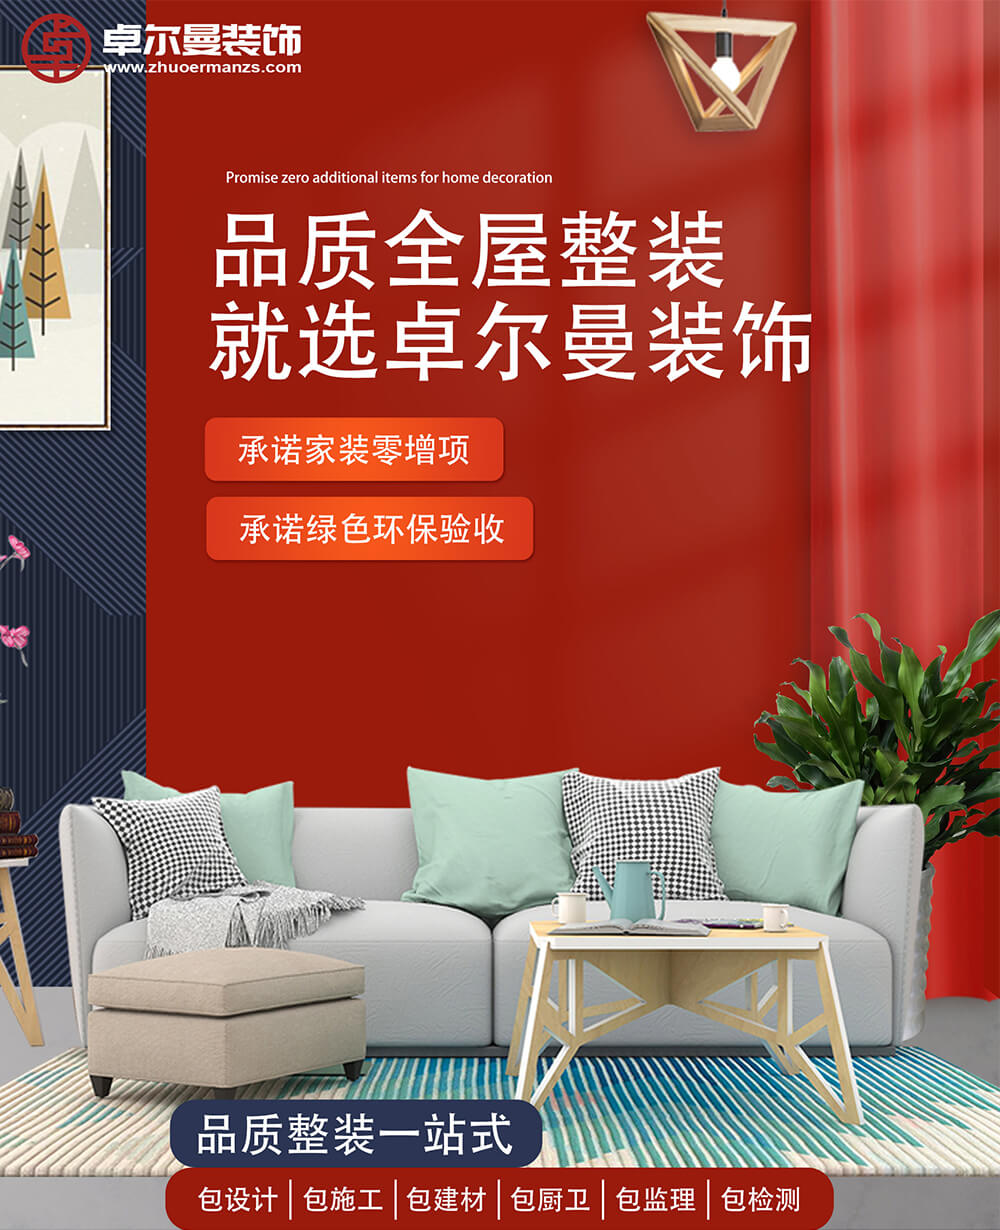 卓尔曼装饰
www.zhuoermanzs.com
Promise zero additional items for home decoration
品质全屋整装
就选卓尔曼装饰
承诺家装零增项
承诺绿色环保验收
品质整装一站式
包设计│包施工│包建材│包厨卫│包监理│包检测